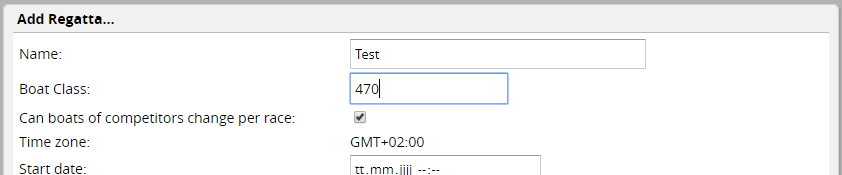 Add Regatta...
Name: Test
Boat Class: 470
Can boats of competitors change per race:
Time zone: GMT+02:00
Start date: tt.mm.jjjj --:--